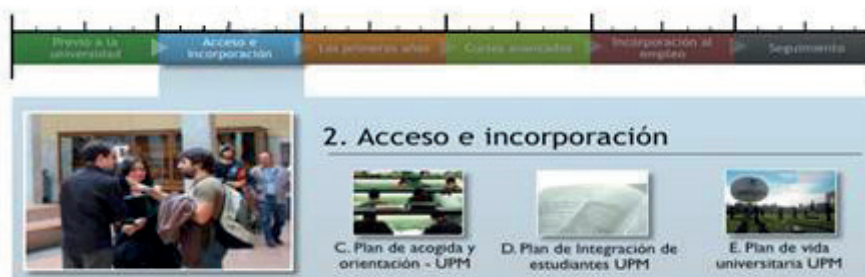 Previo a la
universidad
Acceso e
incorporación
Los primeros años
Cursos avanzados
Incorporación al
empleo
Seguimiento
2. Acceso e incorporación
C. Plan de acogida y
orientación - UPM
D. Plan de Integración de
estudiantes UPM
E. Plan de vida
universitaria UPM